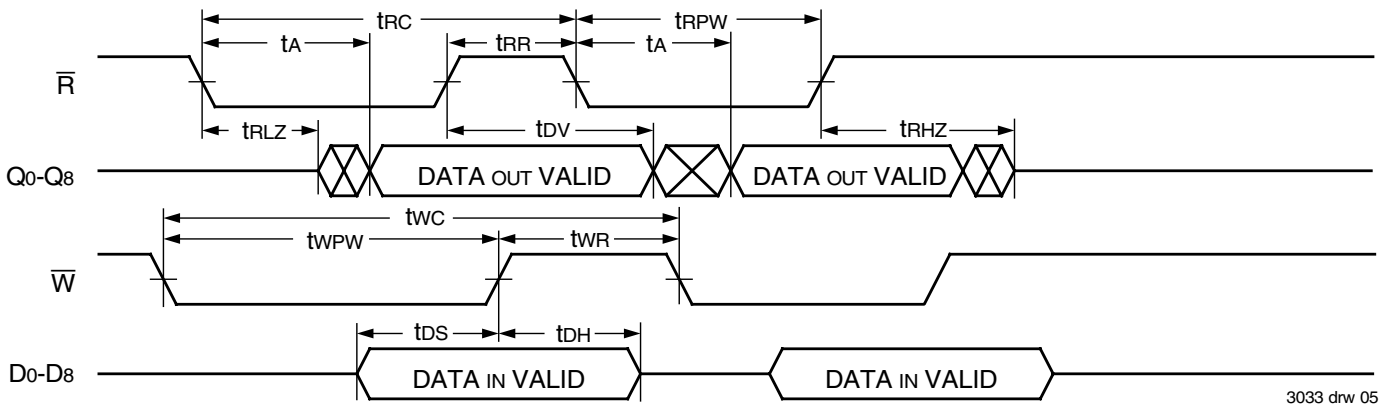 tRC
tRPW
tA
tRR
tA
R
tRLZ
tDV
tRHZ
Q0-Q8
DATA OUT VALID
DATA OUT VALID
tWC
tWPW
tWR
W
tDS
tDH
D0-D8
DATA IN VALID
DATA IN VALID
3033 drw 05